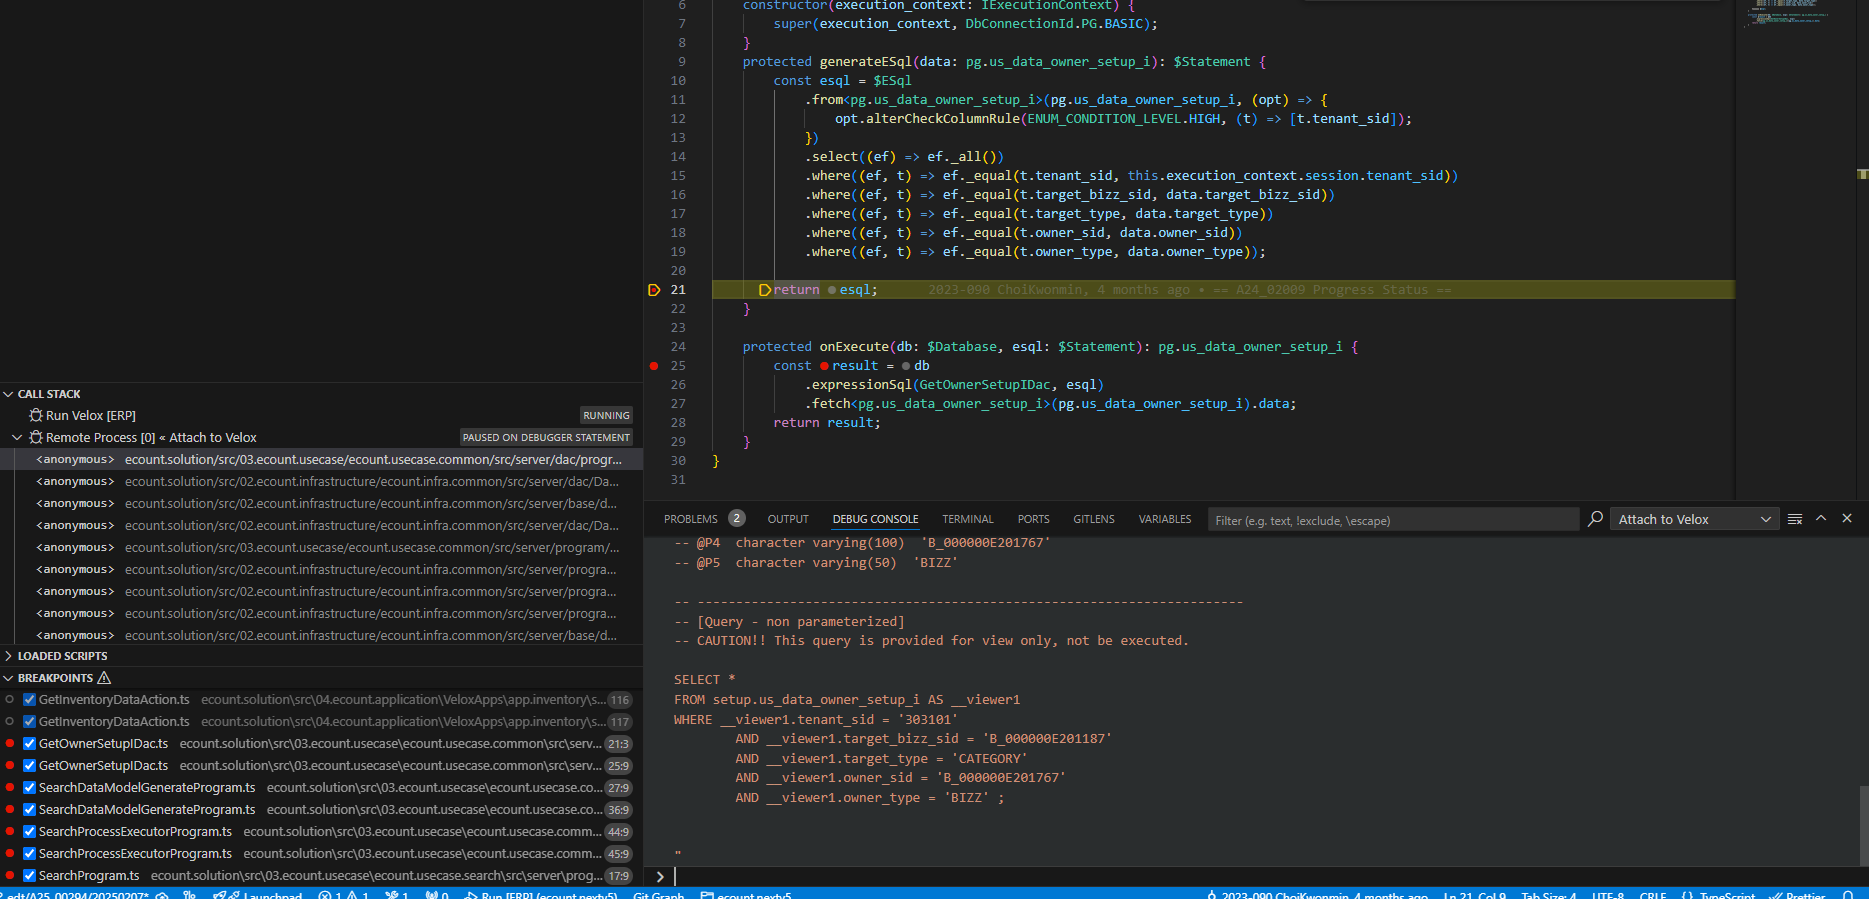 CALL STACK
Run Velox [ERP] RUNNING
Remote Process [0] « Attach to Velox PAUSED ON DEBUGGER STATEMENT
<anonymous> ecount.solution/src/03.ecount.usecase/ecount.usecase.common/src/server/dac/progr...
<anonymous> ecount.solution/src/02.ecount.infrastructure/ecount.infra.common/src/server/dac/Da...
<anonymous> ecount.solution/src/02.ecount.infrastructure/ecount.infra.common/src/server/base/d...
<anonymous> ecount.solution/src/02.ecount.infrastructure/ecount.infra.common/src/server/dac/Da...
<anonymous> ecount.solution/src/03.ecount.usecase/ecount.usecase.common/src/server/program/...
<anonymous> ecount.solution/src/02.ecount.infrastructure/ecount.infra.common/src/server/progra...
<anonymous> ecount.solution/src/02.ecount.infrastructure/ecount.infra.common/src/server/progra...
<anonymous> ecount.solution/src/02.ecount.infrastructure/ecount.infra.common/src/server/progra...
<anonymous> ecount.solution/src/02.ecount.infrastructure/ecount.infra.common/src/server/base/d...
LOADED SCRIPTS
BREAKPOINTS
GetInventoryDataAction.ts ecount.solution\src\04.ecount.application\VeloxApps\app.inventory\s... 116
GetInventoryDataAction.ts ecount.solution\src\04.ecount.application\VeloxApps\app.inventory\s... 117
GetOwnerSetupIDac.ts ecount.solution\src\03.ecount.usecase\ecount.usecase.common\src\serv... 21:3
GetOwnerSetupIDac.ts ecount.solution\src\03.ecount.usecase\ecount.usecase.common\src\serv... 25:9
SearchDataModelGenerateProgram.ts ecount.solution\src\03.ecount.usecase\ecount.usecase.co... 27:9
SearchDataModelGenerateProgram.ts ecount.solution\src\03.ecount.usecase\ecount.usecase.co... 36:9
SearchProcessExecutorProgram.ts ecount.solution\src\03.ecount.usecase\ecount.usecase.comm... 44:9
SearchProcessExecutorProgram.ts ecount.solution\src\03.ecount.usecase\ecount.usecase.comm... 45:9
SearchProgram.ts ecount.solution\src\03.ecount.usecase\ecount.usecase.search\src\server\prog... 17:9
6 constructor(execution_context: IExecutionContext) {
7 super(execution_context, DbConnectionId.PG.BASIC);
8 }
9 protected generateESql(data: pg.us_data_owner_setup_i): $Statement {
10 const esql = $ESql
11 .from<pg.us_data_owner_setup_i>(pg.us_data_owner_setup_i, (opt) => {
12 opt.alterCheckColumnRule(ENUM_CONDITION_LEVEL.HIGH, (t) => [t.tenant_sid]);
13 })
14 .select((ef) => ef._all())
15 .where((ef, t) => ef._equal(t.tenant_sid, this.execution_context.session.tenant_sid))
16 .where((ef, t) => ef._equal(t.target_bizz_sid, data.target_bizz_sid))
17 .where((ef, t) => ef._equal(t.target_type, data.target_type))
18 .where((ef, t) => ef._equal(t.owner_sid, data.owner_sid))
19 .where((ef, t) => ef._equal(t.owner_type, data.owner_type));
20
21 return esql; 2023-090 ChoiKwonmin, 4 months ago • == A24_02009 Progress Status ==
22 }
23
24 protected onExecute(db: $Database, esql: $Statement): pg.us_data_owner_setup_i {
25 const result = db
26 .expressionSql(GetOwnerSetupIDac, esql)
27 .fetch<pg.us_data_owner_setup_i>(pg.us_data_owner_setup_i).data;
28 return result;
29 }
30 }
31
PROBLEMS 2 OUTPUT DEBUG CONSOLE TERMINAL PORTS GITLENS VARIABLES Filter (e.g. text, !exclude, \escape) Attach to Velox
-- @P4 character varying(100) 'B_000000E201767'
-- @P5 character varying(50) 'BIZZ'
-- -----------------------------------------------------------------------
-- [Query - non parameterized]
-- CAUTION!! This query is provided for view only, not be executed.
SELECT *
FROM setup.us_data_owner_setup_i AS __viewer1
WHERE __viewer1.tenant_sid = '303101'
AND __viewer1.target_bizz_sid = 'B_000000E201187'
AND __viewer1.target_type = 'CATEGORY'
AND __viewer1.owner_sid = 'B_000000E201767'
AND __viewer1.owner_type = 'BIZZ' ;
"
>
edt/A25_00294/20250207* Launchpad 1 1 1 0 Run [ERP] (ecount.nextv5) Git Graph ecount.nextv5 2023-090 ChoiKwonmin, 4 months ago Ln 21, Col 9 Tab Size: 4 UTF-8 CRLF {} TypeScript Prettier